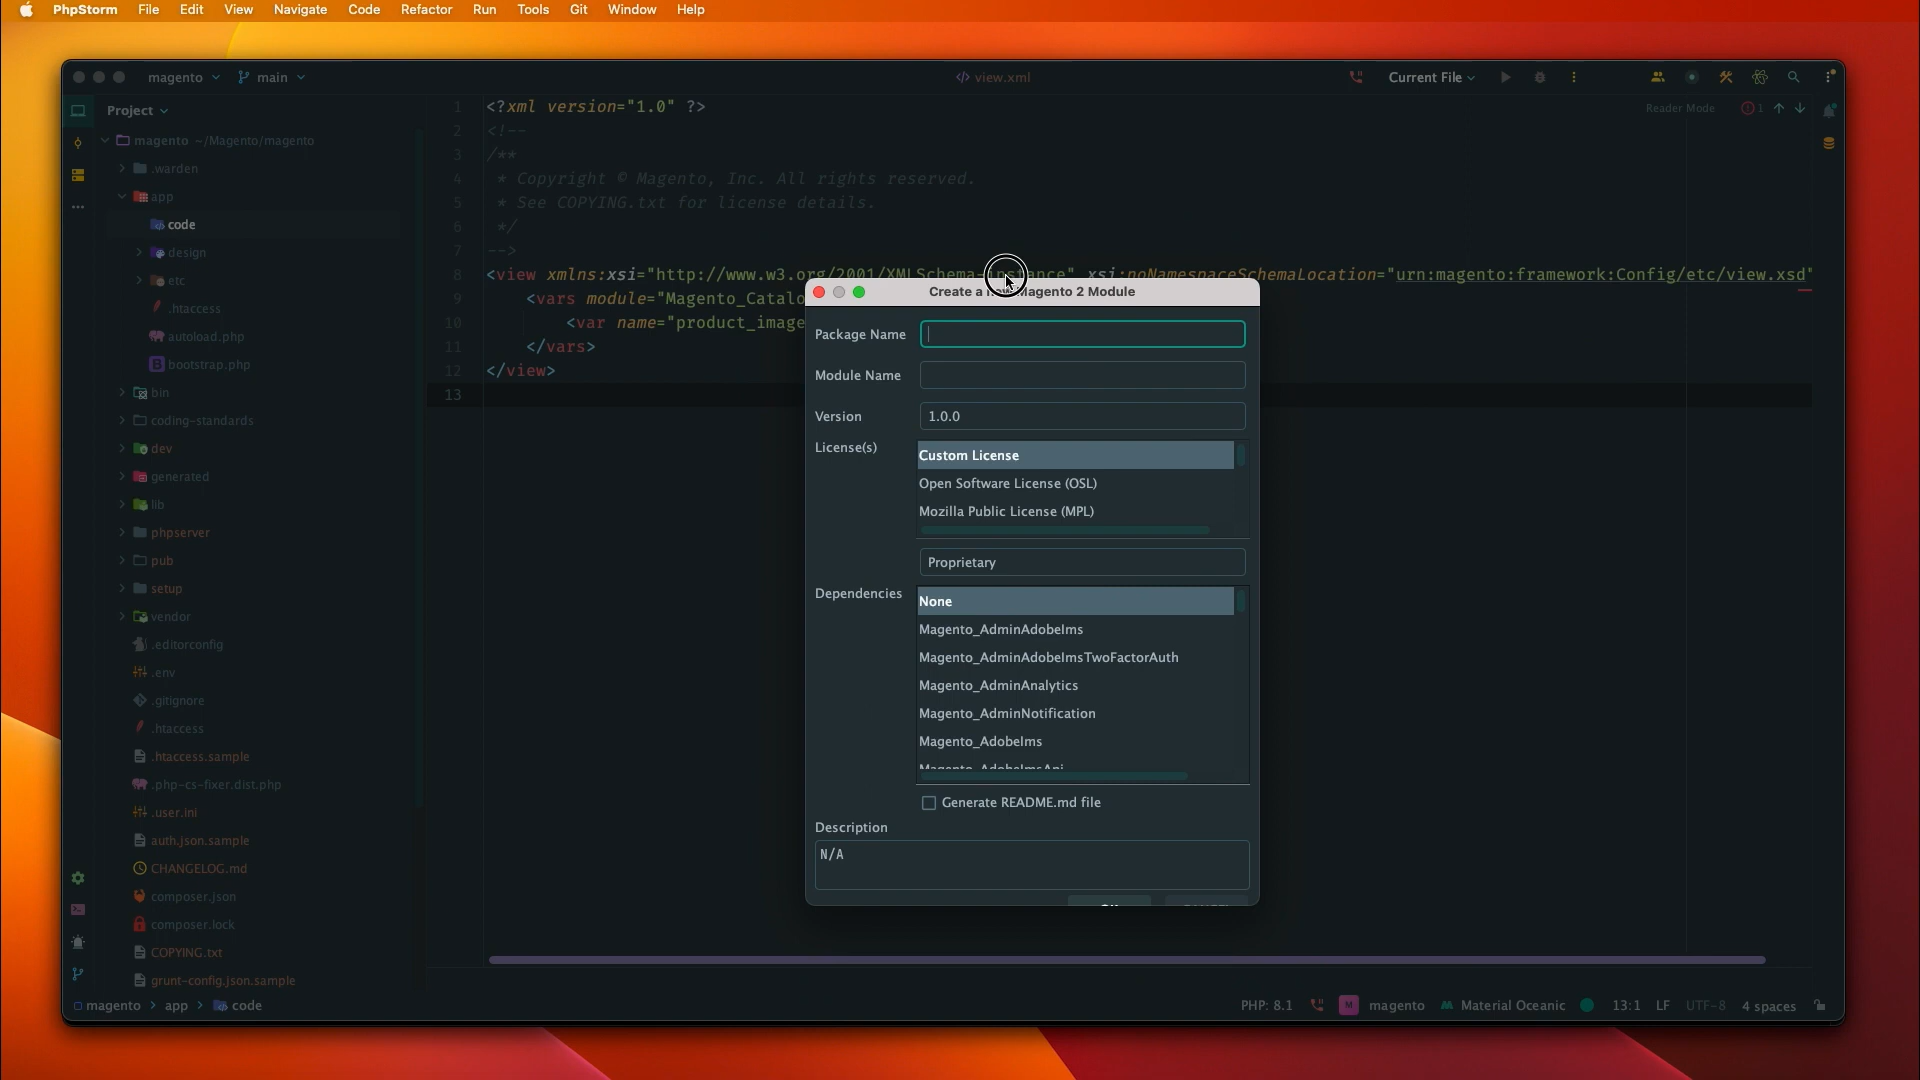 PhpStorm File Edit View Navigate Code Refactor Run Tools Git Window Help
magento main </> view.xml Current File
Project
magento ~/Magento/magento
.warden
app
code
design
etc
.htaccess
autoload.php
bootstrap.php
bin
coding-standards
dev
generated
lib
phpserver
pub
setup
vendor
.editorconfig
.env
.gitignore
.htaccess
.htaccess.sample
.php-cs-fixer.dist.php
.user.ini
auth.json.sample
CHANGELOG.md
composer.json
composer.lock
COPYING.txt
grunt-config.json.sample
Reader Mode 1
1 <?xml version="1.0" ?>
2 <!--
3 /**
4 * Copyright © Magento, Inc. All rights reserved.
5 * See COPYING.txt for license details.
6 */
7 -->
8 <view xmlns:xsi="http://www.w3.org/2001/XMLSchema-instance" xsi:noNamespaceSchemaLocation="urn:magento:framework:Config/etc/view.xsd"
9 <vars module="Magento_Catalo
10 <var name="product_image
11 </vars>
12 </view>
13
Create a new Magento 2 Module
Package Name
Module Name
Version 1.0.0
License(s) Custom License
Open Software License (OSL)
Mozilla Public License (MPL)
Proprietary
Dependencies None
Magento_AdminAdobeIms
Magento_AdminAdobeImsTwoFactorAuth
Magento_AdminAnalytics
Magento_AdminNotification
Magento_AdobeIms
Magento_AdobeImsApi
Generate README.md file
Description
N/A
magento > app > code PHP: 8.1 M magento Material Oceanic 13:1 LF UTF-8 4 spaces